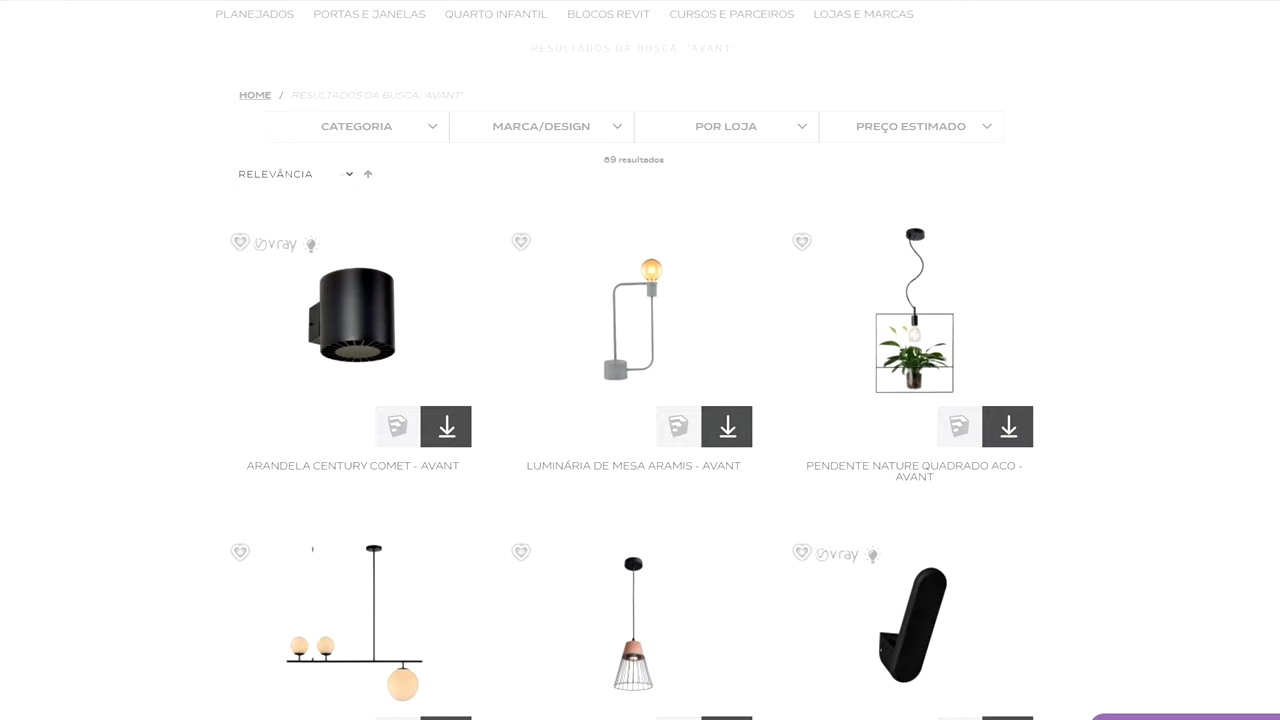 PLANEJADOS PORTAS E JANELAS QUARTO INFANTIL BLOCOS REVIT CURSOS E PARCEIROS LOJAS E MARCAS
RESULTADOS DA BUSCA: 'AVANT'
HOME / RESULTADOS DA BUSCA: 'AVANT'
CATEGORIA MARCA/DESIGN POR LOJA PREÇO ESTIMADO
89 resultados
RELEVÂNCIA
vray
ARANDELA CENTURY COMET - AVANT
LUMINÁRIA DE MESA ARAMIS - AVANT
PENDENTE NATURE QUADRADO ACO -
AVANT
vray